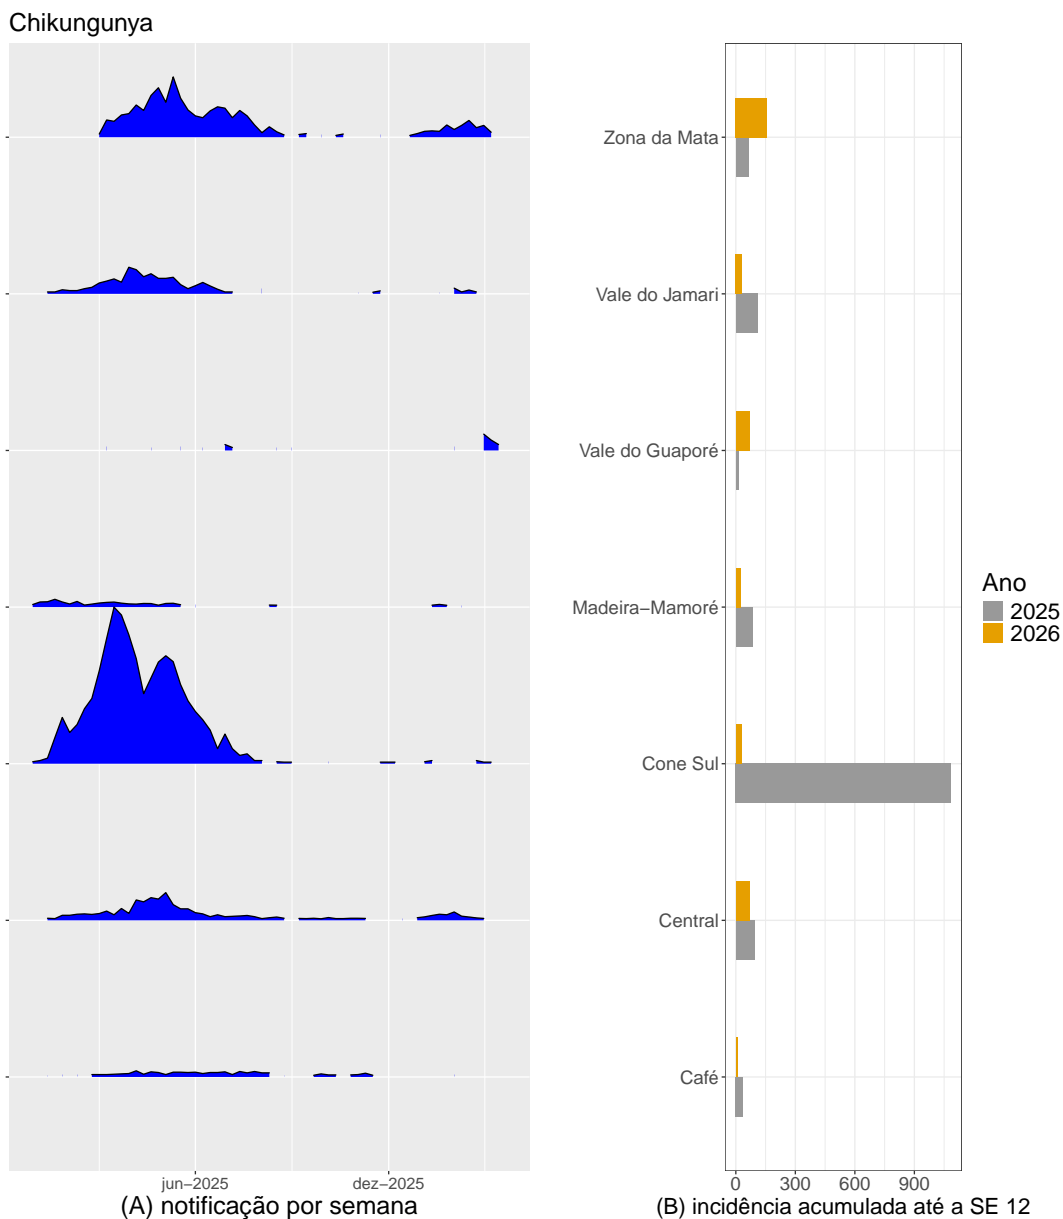 Chikungunya
Zona da Mata
Vale do Jamari
Vale do Guaporé
Madeira−Mamoré
Cone Sul
Central
Café
jun−2025
dez−2025
(A) notificação por semana
0
300
600
900
(B) incidência acumulada até a SE 12
Ano
2025
2026